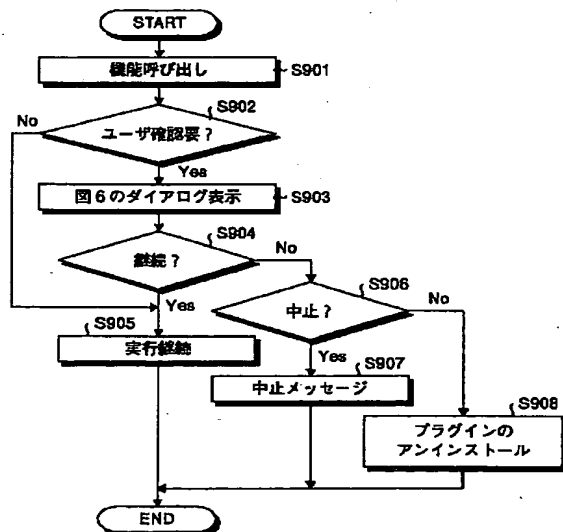 START
機能呼び出し
S901
S902
ユーザ確認要？
No
Yes
図６のダイアログ表示
S903
S904
継続？
No
Yes
S906
中止？
No
Yes
S905
実行継続
S907
中止メッセージ
S908
プラグインの
アンインストール
END